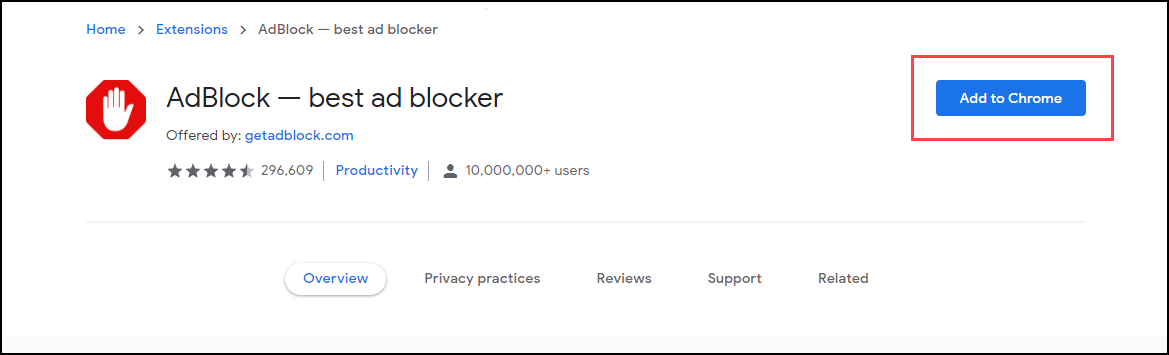 Home > Extensions > AdBlock — best ad blocker
AdBlock — best ad blocker
Add to Chrome
Offered by: getadblock.com
296,609 Productivity 10,000,000+ users
Overview Privacy practices Reviews Support Related